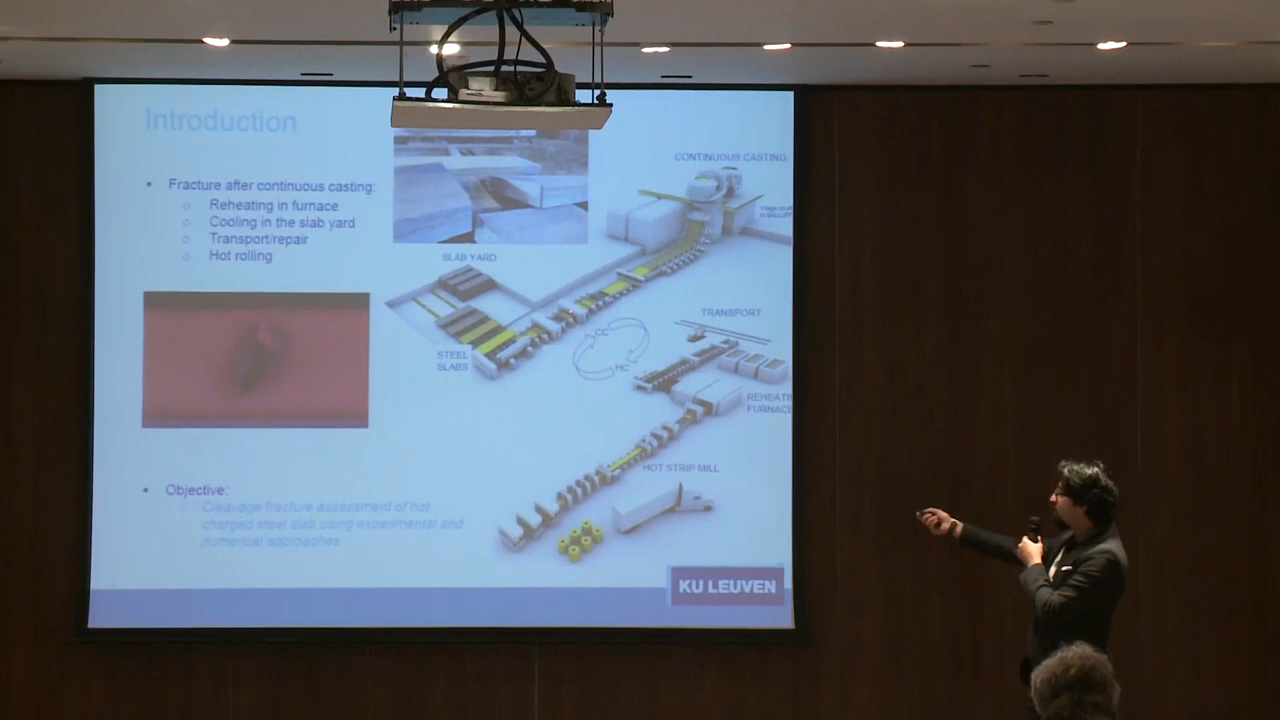 Introduction
Fracture after continuous casting:
Reheating in furnace
Cooling in the slab yard
Transport/repair
Hot rolling
CONTINUOUS CASTING
SLAB YARD
STEEL
SLABS
CC
HC
TRANSPORT
REHEATI
FURNACE
HOT STRIP MILL
Objective:
Cleavage fracture assessment of hot
charged steel slab using experimental and
numerical approaches
KU LEUVEN